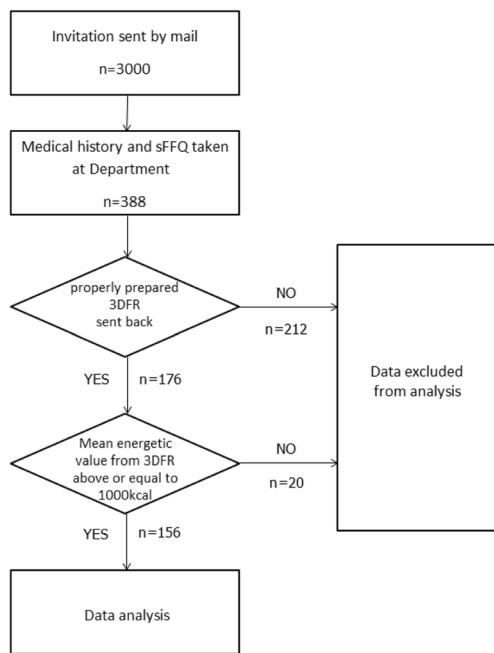 Invitation sent by mail
n=3000
Medical history and sFFQ taken
at Department
n=388
properly prepared
3DFR
sent back
NO
n=212
Data excluded
from analysis
YES
n=176
Mean energetic
value from 3DFR
above or equal to
1000kcal
NO
n=20
YES
n=156
Data analysis